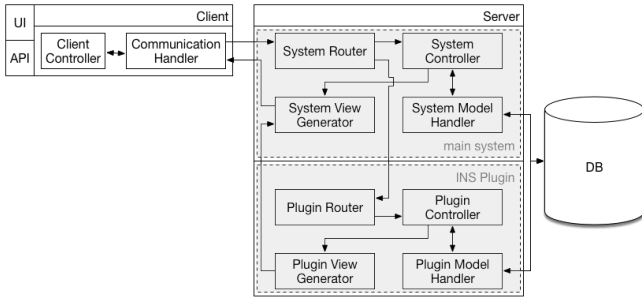 Client
UI
API
Client
Controller
Communication
Handler
Server
System Router
System
Controller
System View
Generator
System Model
Handler
main system
INS Plugin
Plugin Router
Plugin
Controller
Plugin View
Generator
Plugin Model
Handler
DB